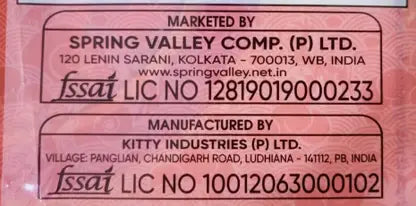 MARKETED BY
SPRING VALLEY COMP. (P) LTD.
120 LENIN SARANI, KOLKATA - 700013, WB, INDIA
www.springvalley.net.in
fssai LIC NO 12819019000233
MANUFACTURED BY
KITTY INDUSTRIES (P) LTD.
VILLAGE: PANGLIAN, CHANDIGARH ROAD, LUDHIANA - 141112, PB, INDIA
fssai LIC NO 10012063000102